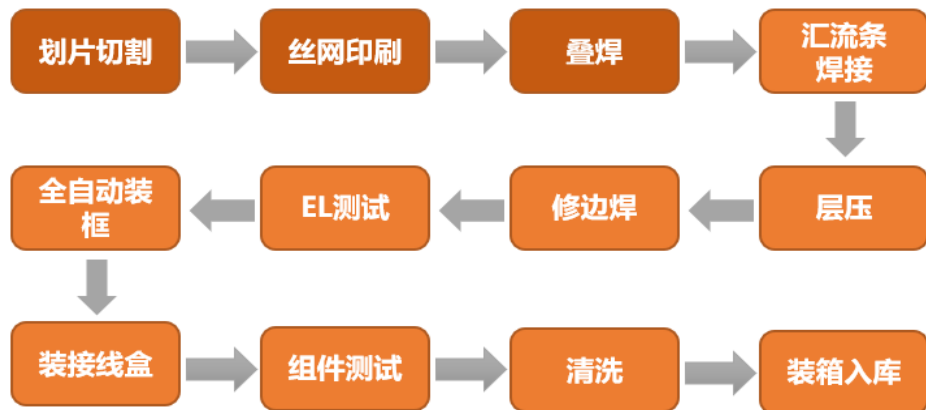 划片切割
丝网印刷
叠焊
汇流条
焊接
层压
修边焊
EL测试
全自动装
框
装接线盒
组件测试
清洗
装箱入库